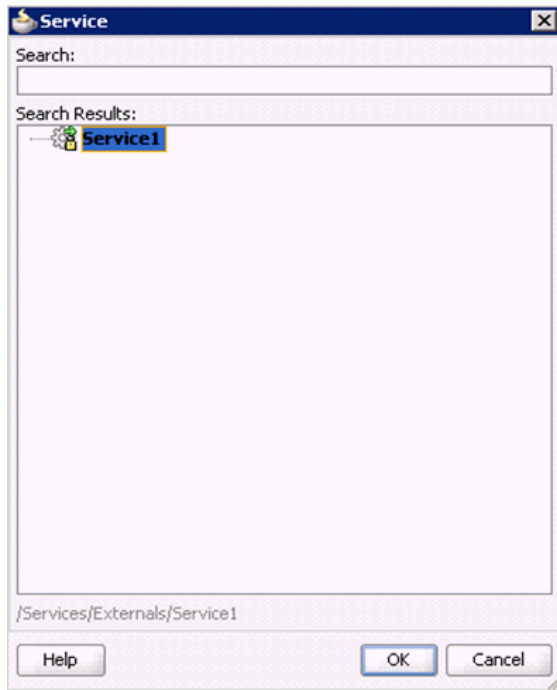 Service
Search:
Search Results:
Service1
/Services/Externals/Service1
Help
OK
Cancel